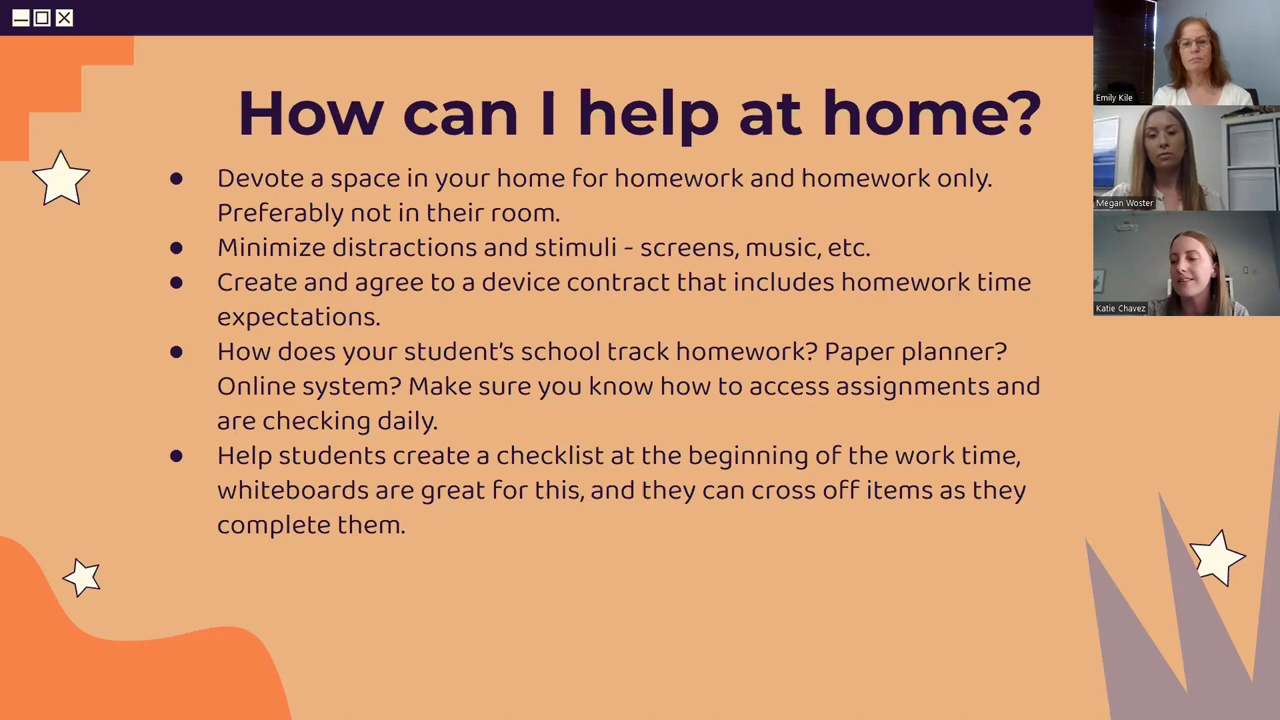 How can I help at home?
● Devote a space in your home for homework and homework only.
Preferably not in their room.
● Minimize distractions and stimuli - screens, music, etc.
● Create and agree to a device contract that includes homework time
expectations.
● How does your student's school track homework? Paper planner?
Online system? Make sure you know how to access assignments and
are checking daily.
● Help students create a checklist at the beginning of the work time,
whiteboards are great for this, and they can cross off items as they
complete them.
Emily Kile
Megan Woster
Katie Chavez